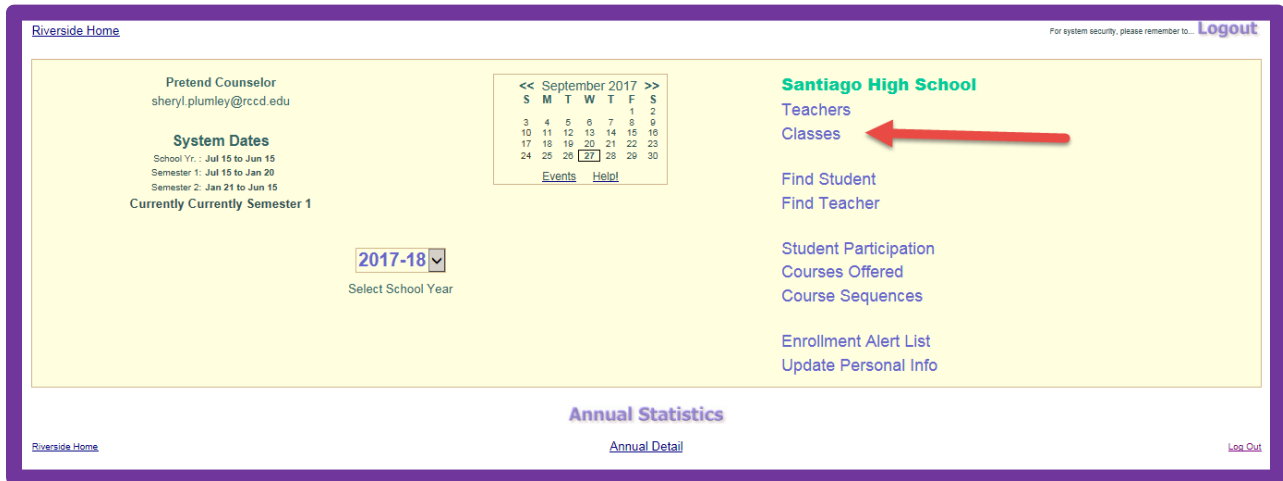 Riverside Home
For system security, please remember to... Logout
Pretend Counselor
sheryl.plumley@rccd.edu
System Dates
School Yr. : Jul 15 to Jun 15
Semester 1: Jul 15 to Jan 20
Semester 2: Jan 21 to Jun 15
Currently Currently Semester 1
2017-18
Select School Year
<< September 2017 >>
S M T W T F S
1 2
3 4 5 6 7 8 9
10 11 12 13 14 15 16
17 18 19 20 21 22 23
24 25 26 27 28 29 30
Events Help!
Santiago High School
Teachers
Classes
Find Student
Find Teacher
Student Participation
Courses Offered
Course Sequences
Enrollment Alert List
Update Personal Info
Annual Statistics
Riverside Home Annual Detail Log Out